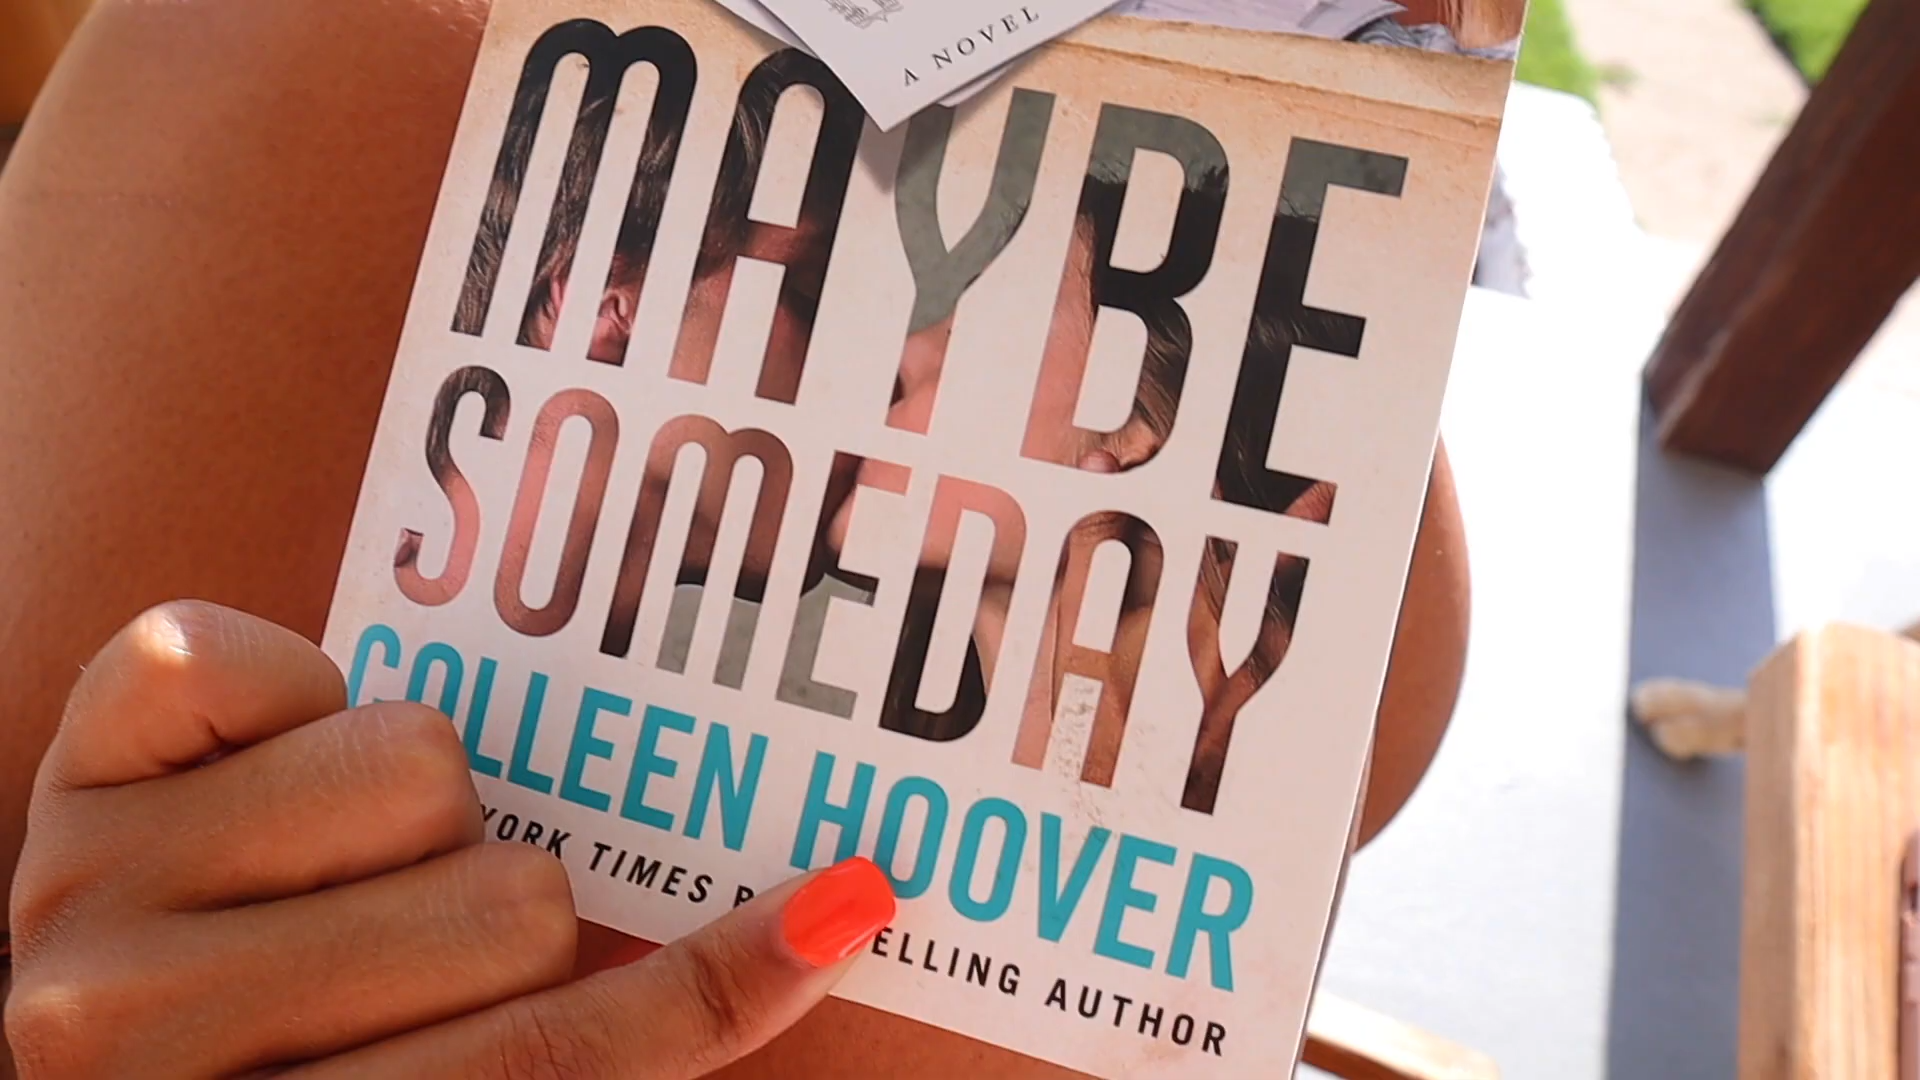 A NOVEL
MAYBE
SOMEDAY
COLLEEN HOOVER
YORK TIMES B ELLING AUTHOR